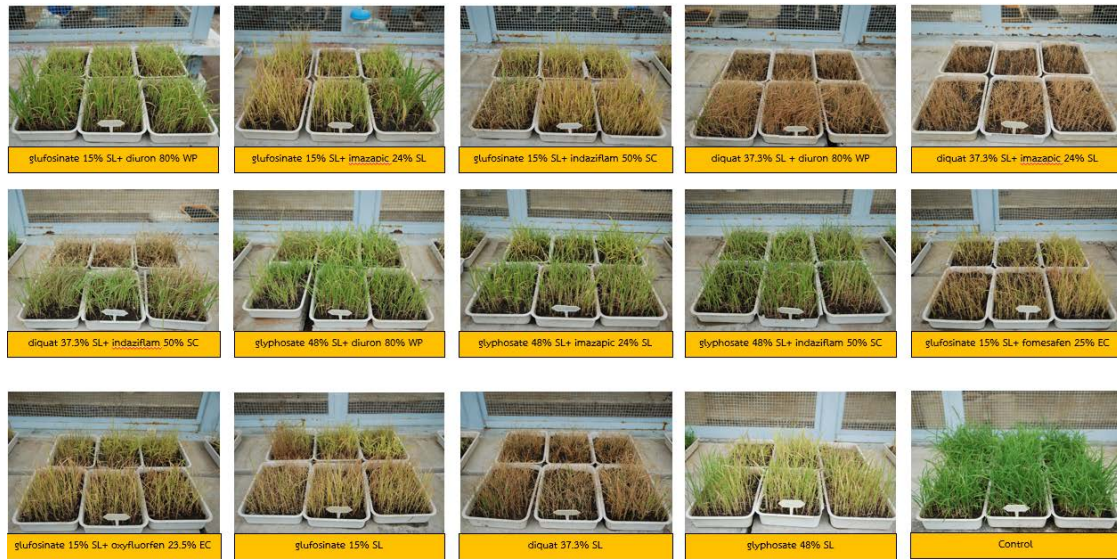 glufosinate 15% SL+ diuron 80% WP
glufosinate 15% SL+ imazapic 24% SL
glufosinate 15% SL+ indaziflam 50% SC
diquat 37.3% SL + diuron 80% WP
diquat 37.3% SL+ imazapic 24% SL
diquat 37.3% SL+ indaziflam 50% SC
glyphosate 48% SL+ diuron 80% WP
glyphosate 48% SL+ imazapic 24% SL
glyphosate 48% SL+ indaziflam 50% SC
glufosinate 15% SL+ fomesafen 25% EC
glufosinate 15% SL+ oxyfluorfen 23.5% EC
glufosinate 15% SL
diquat 37.3% SL
glyphosate 48% SL
Control